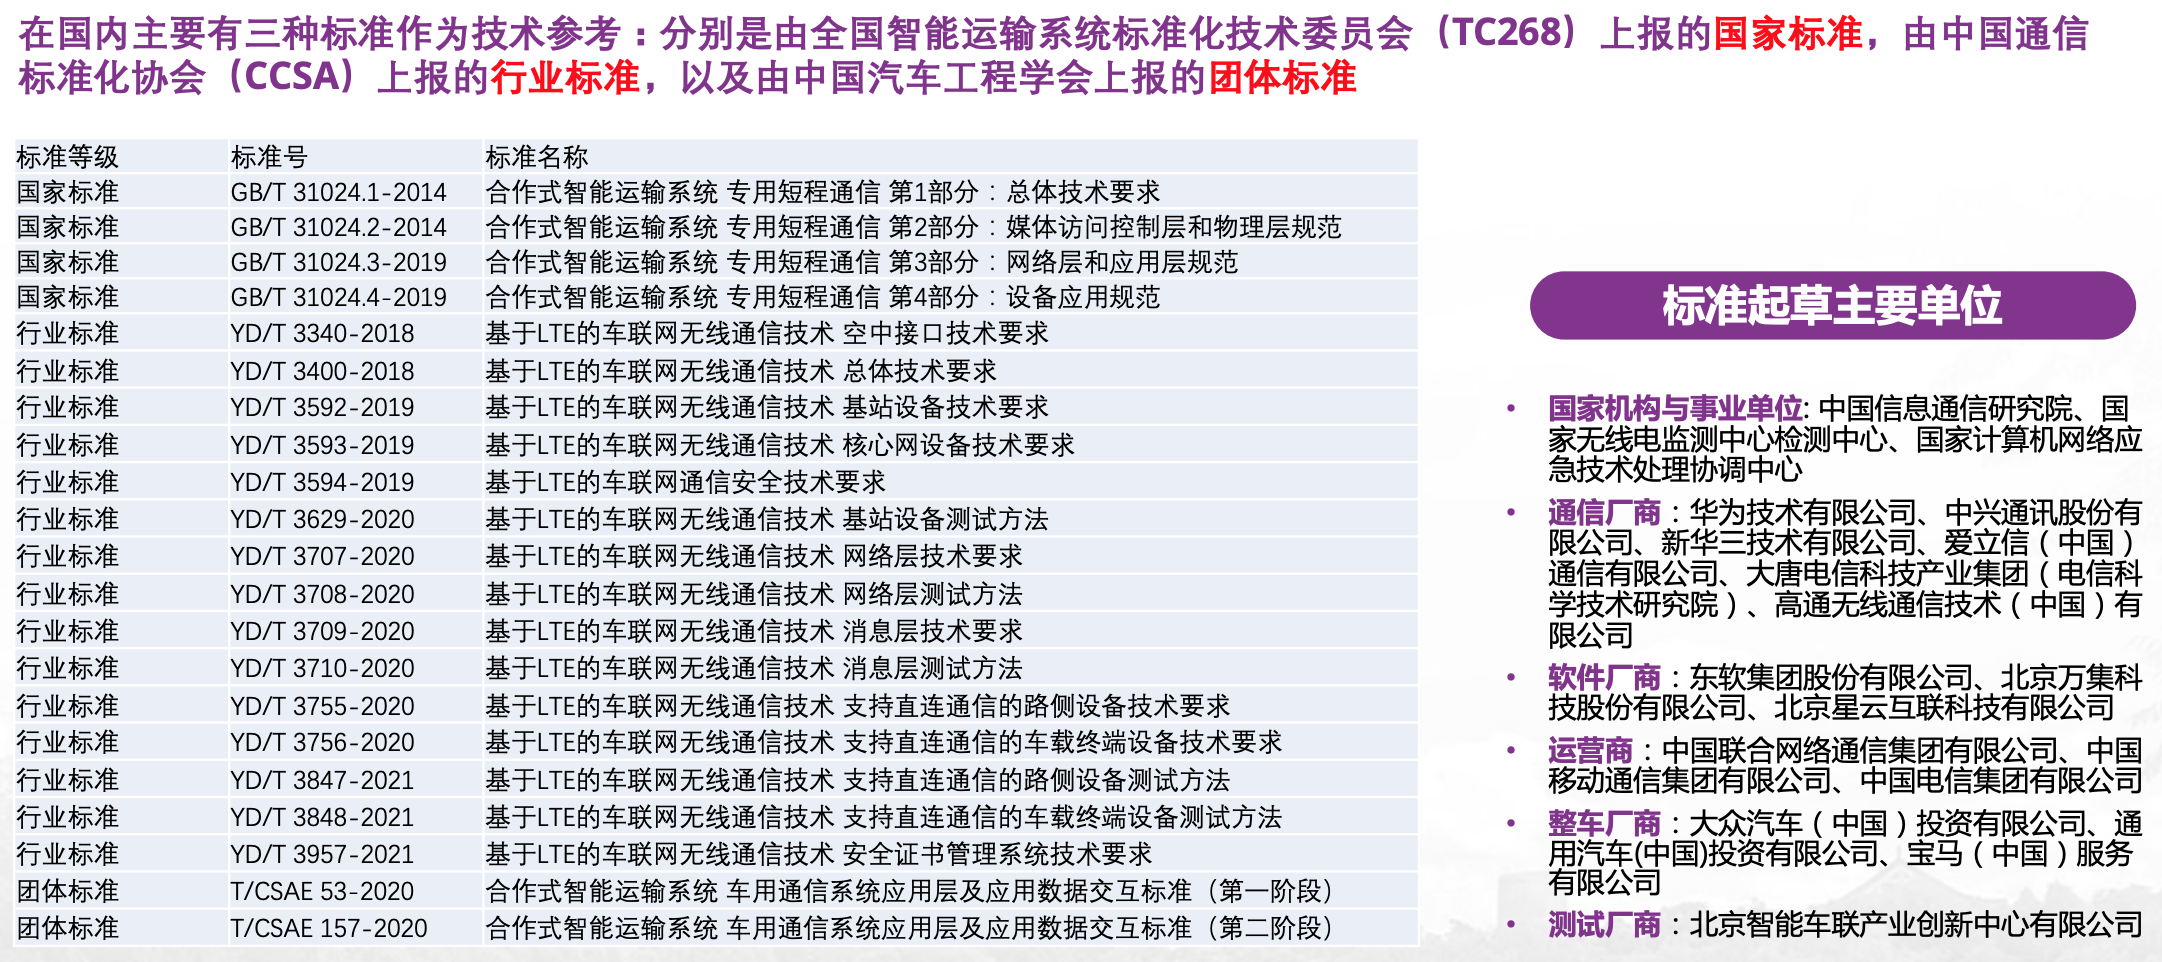 在国内主要有三种标准作为技术参考：分别是由全国智能运输系统标准化技术委员会（TC268）上报的国家标准，由中国通信
标准化协会（CCSA）上报的行业标准，以及由中国汽车工程学会上报的团体标准
标准等级 标准号 标准名称
国家标准 GB/T 31024.1-2014 合作式智能运输系统 专用短程通信 第1部分：总体技术要求
国家标准 GB/T 31024.2-2014 合作式智能运输系统 专用短程通信 第2部分：媒体访问控制层和物理层规范
国家标准 GB/T 31024.3-2019 合作式智能运输系统 专用短程通信 第3部分：网络层和应用层规范
国家标准 GB/T 31024.4-2019 合作式智能运输系统 专用短程通信 第4部分：设备应用规范
行业标准 YD/T 3340-2018 基于LTE的车联网无线通信技术 空中接口技术要求
行业标准 YD/T 3400-2018 基于LTE的车联网无线通信技术 总体技术要求
行业标准 YD/T 3592-2019 基于LTE的车联网无线通信技术 基站设备技术要求
行业标准 YD/T 3593-2019 基于LTE的车联网无线通信技术 核心网设备技术要求
行业标准 YD/T 3594-2019 基于LTE的车联网通信安全技术要求
行业标准 YD/T 3629-2020 基于LTE的车联网无线通信技术 基站设备测试方法
行业标准 YD/T 3707-2020 基于LTE的车联网无线通信技术 网络层技术要求
行业标准 YD/T 3708-2020 基于LTE的车联网无线通信技术 网络层测试方法
行业标准 YD/T 3709-2020 基于LTE的车联网无线通信技术 消息层技术要求
行业标准 YD/T 3710-2020 基于LTE的车联网无线通信技术 消息层测试方法
行业标准 YD/T 3755-2020 基于LTE的车联网无线通信技术 支持直连通信的路侧设备技术要求
行业标准 YD/T 3756-2020 基于LTE的车联网无线通信技术 支持直连通信的车载终端设备技术要求
行业标准 YD/T 3847-2021 基于LTE的车联网无线通信技术 支持直连通信的路侧设备测试方法
行业标准 YD/T 3848-2021 基于LTE的车联网无线通信技术 支持直连通信的车载终端设备测试方法
行业标准 YD/T 3957-2021 基于LTE的车联网无线通信技术 安全证书管理系统技术要求
团体标准 T/CSAE 53-2020 合作式智能运输系统 车用通信系统应用层及应用数据交互标准（第一阶段）
团体标准 T/CSAE 157-2020 合作式智能运输系统 车用通信系统应用层及应用数据交互标准（第二阶段）
标准起草主要单位
• 国家机构与事业单位: 中国信息通信研究院、国
家无线电监测中心检测中心、国家计算机网络应
急技术处理协调中心
• 通信厂商：华为技术有限公司、中兴通讯股份有
限公司、新华三技术有限公司、爱立信（中国）
通信有限公司、大唐电信科技产业集团（电信科
学技术研究院）、高通无线通信技术（中国）有
限公司
• 软件厂商：东软集团股份有限公司、北京万集科
技股份有限公司、北京星云互联科技有限公司
• 运营商：中国联合网络通信集团有限公司、中国
移动通信集团有限公司、中国电信集团有限公司
• 整车厂商：大众汽车（中国）投资有限公司、通
用汽车(中国)投资有限公司、宝马（中国）服务
有限公司
• 测试厂商：北京智能车联产业创新中心有限公司